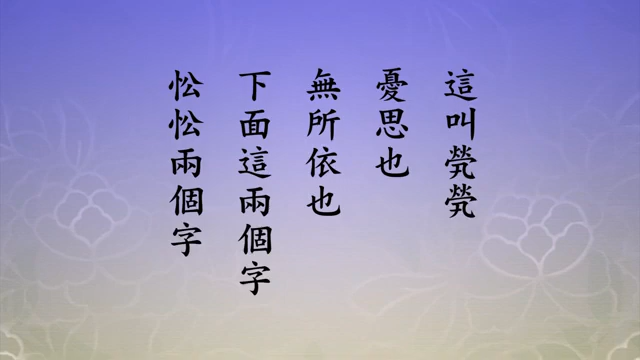 這叫煢煢
憂思也
無所依也
下面這兩個字
忪忪兩個字